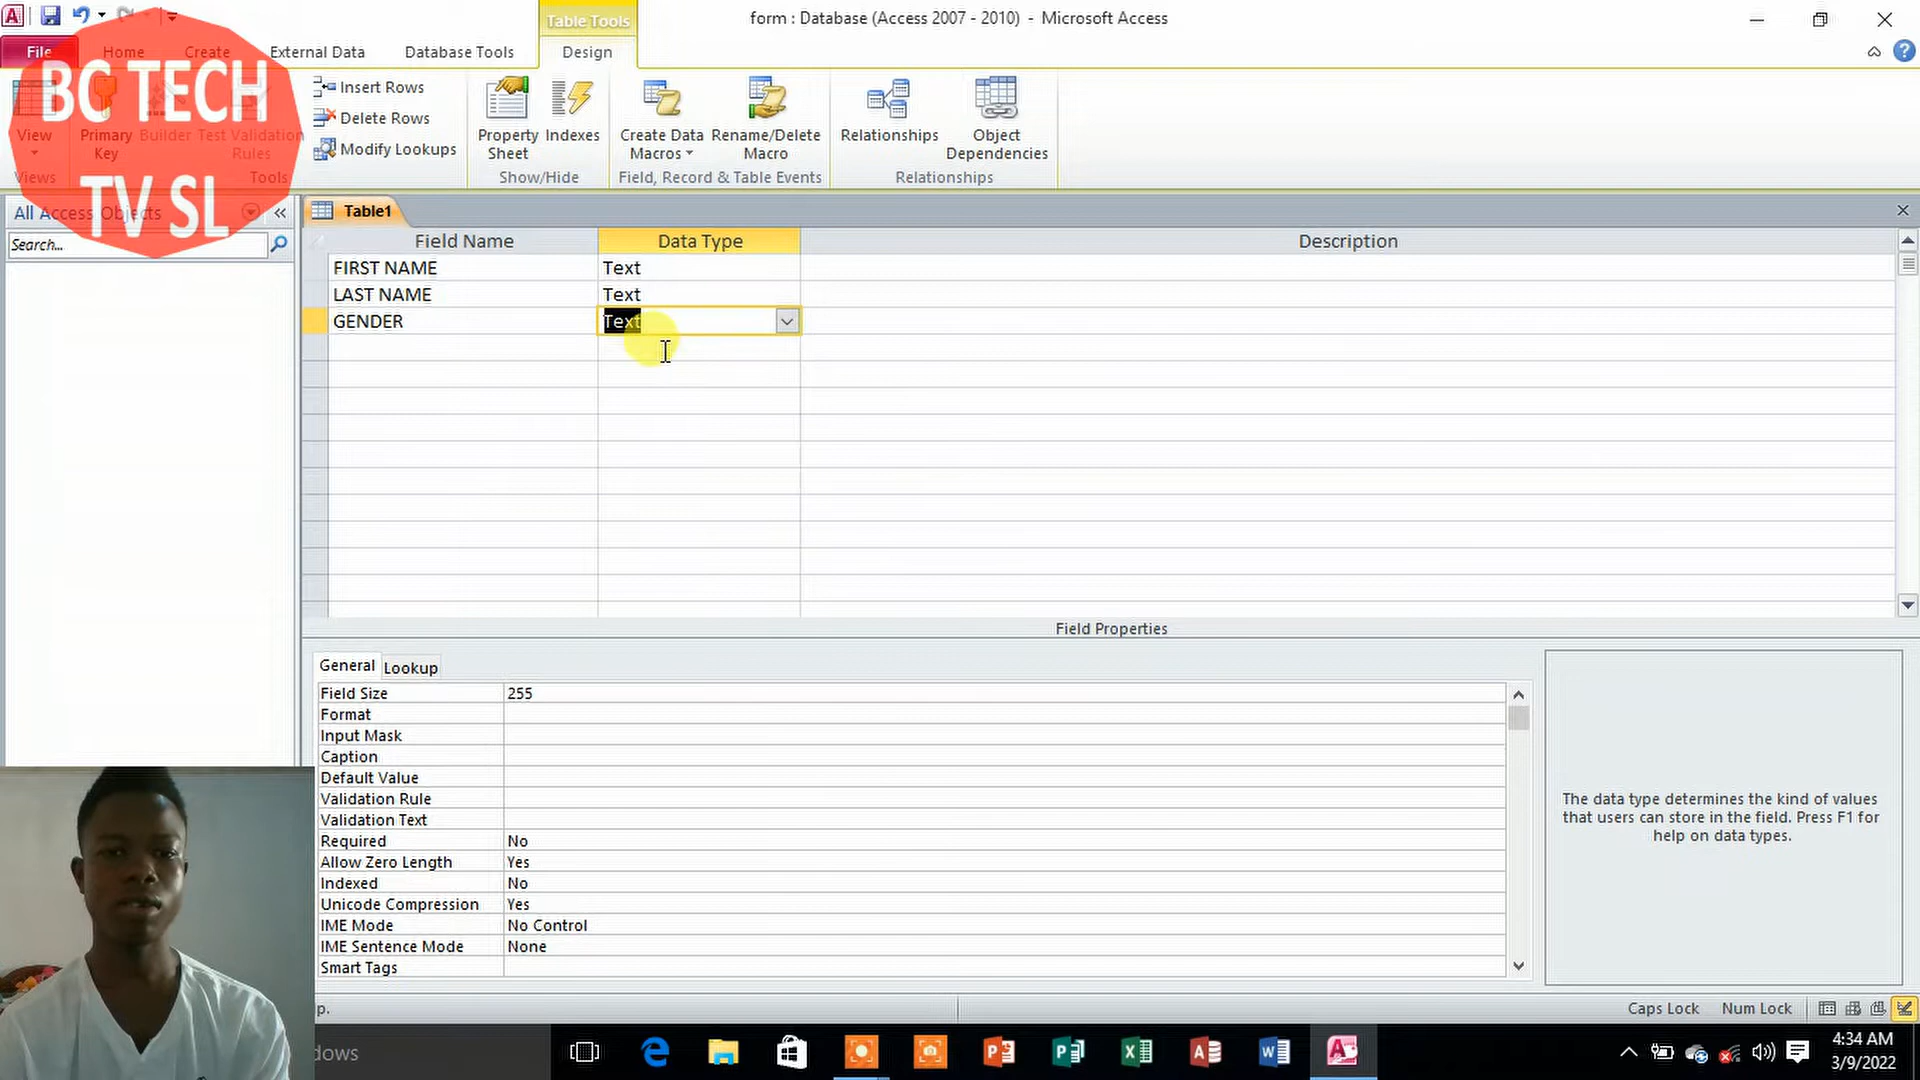 form : Database (Access 2007 - 2010) - Microsoft Access
Table Tools
File Home Create External Data Database Tools Design
BC TECH
TV SL
View
Views
Primary Key
Builder
Test Validation Rules
Insert Rows
Delete Rows
Modify Lookups
Tools
Property Sheet
Indexes
Show/Hide
Create Data Macros
Rename/Delete Macro
Field, Record & Table Events
Relationships
Object Dependencies
Relationships
All Access Objects
Search...
Table1
Field Name Data Type Description
FIRST NAME Text
LAST NAME Text
GENDER Text
Field Properties
General Lookup
Field Size 255
Format
Input Mask
Caption
Default Value
Validation Rule
Validation Text
Required No
Allow Zero Length Yes
Indexed No
Unicode Compression Yes
IME Mode No Control
IME Sentence Mode None
Smart Tags
The data type determines the kind of values
that users can store in the field. Press F1 for
help on data types.
p. Caps Lock Num Lock
dows
4:34 AM
3/9/2022